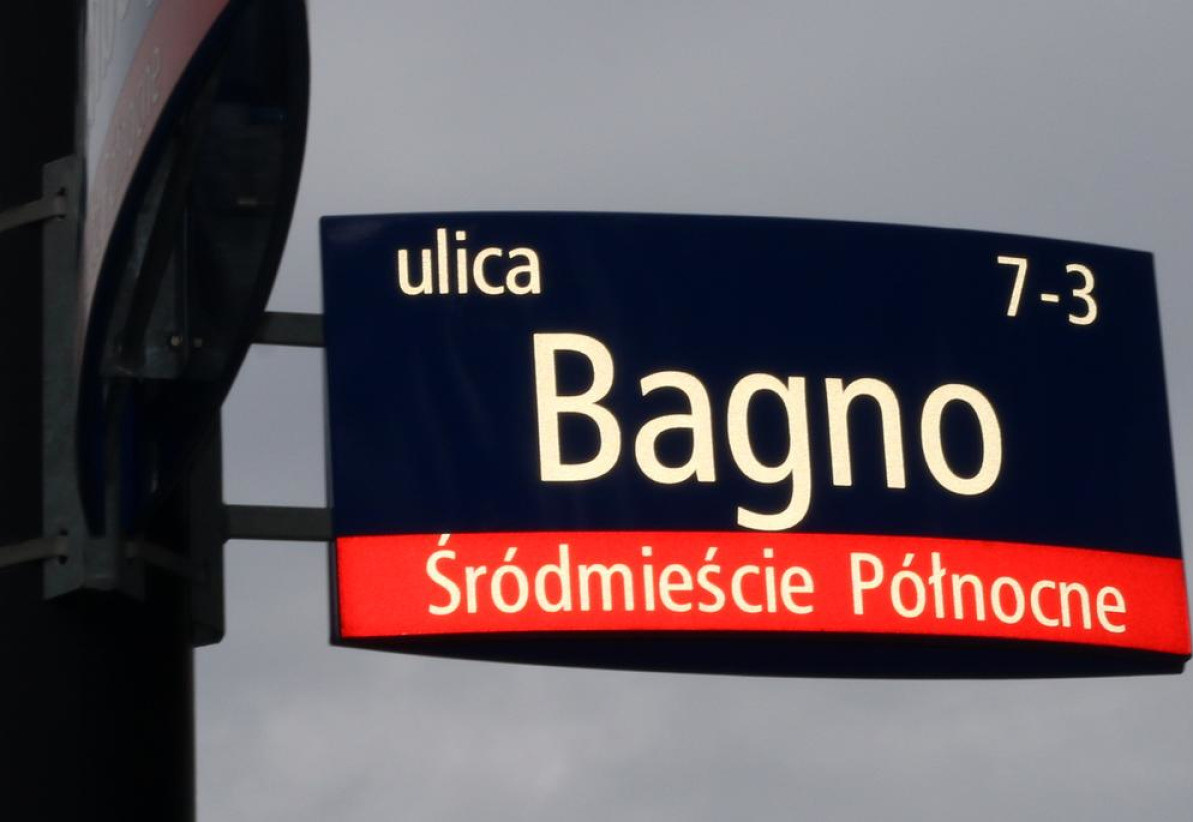 ulica 7-3
Bagno
Śródmieście Północne